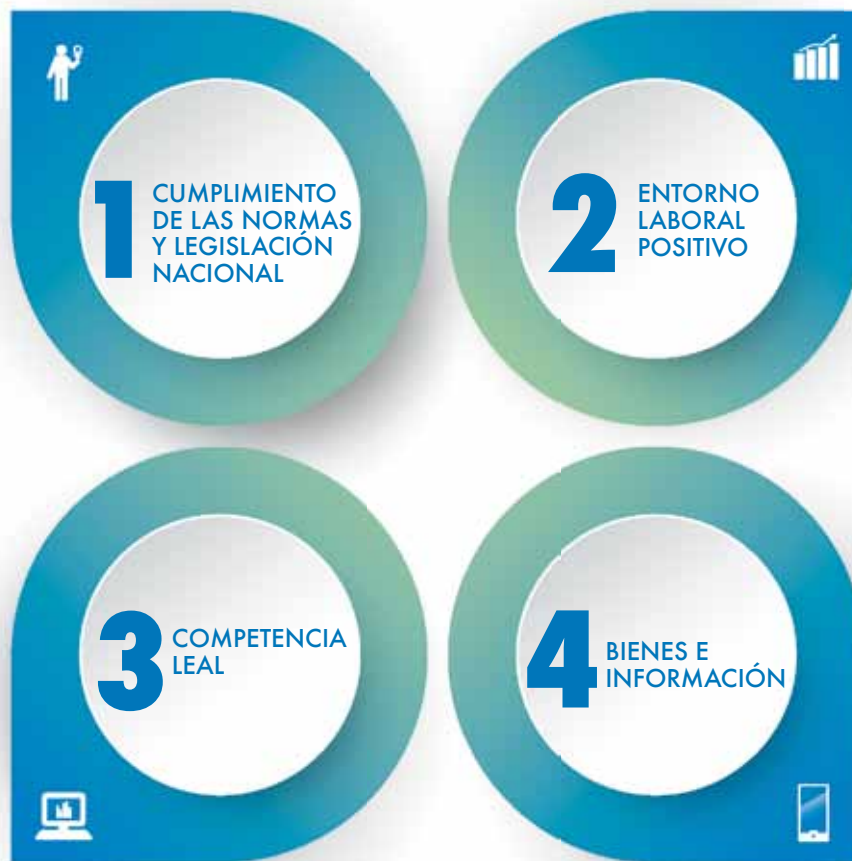 1 CUMPLIMIENTO
DE LAS NORMAS
Y LEGISLACIÓN
NACIONAL
2 ENTORNO
LABORAL
POSITIVO
3 COMPETENCIA
LEAL
4 BIENES E
INFORMACIÓN